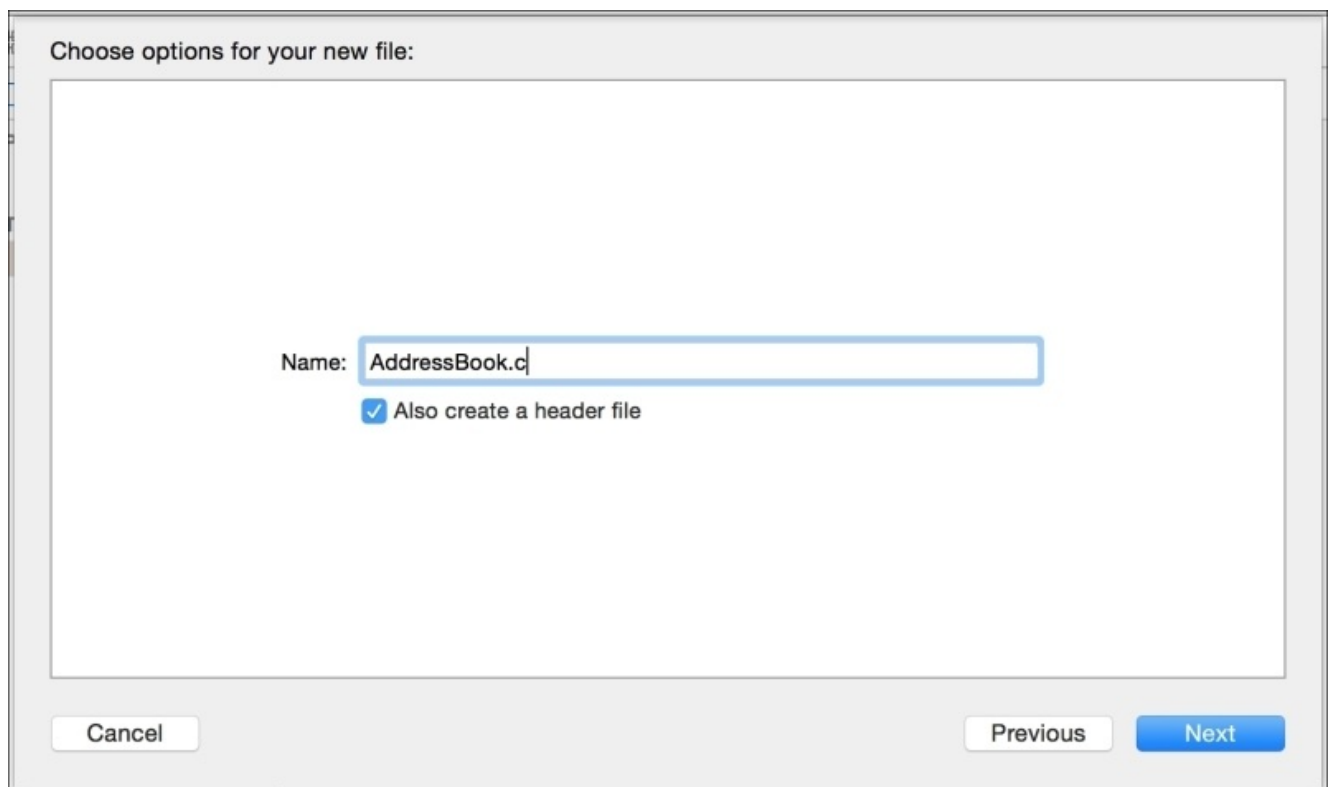 Choose options for your new file:
Name: AddressBook.c
Also create a header file
Cancel Previous Next